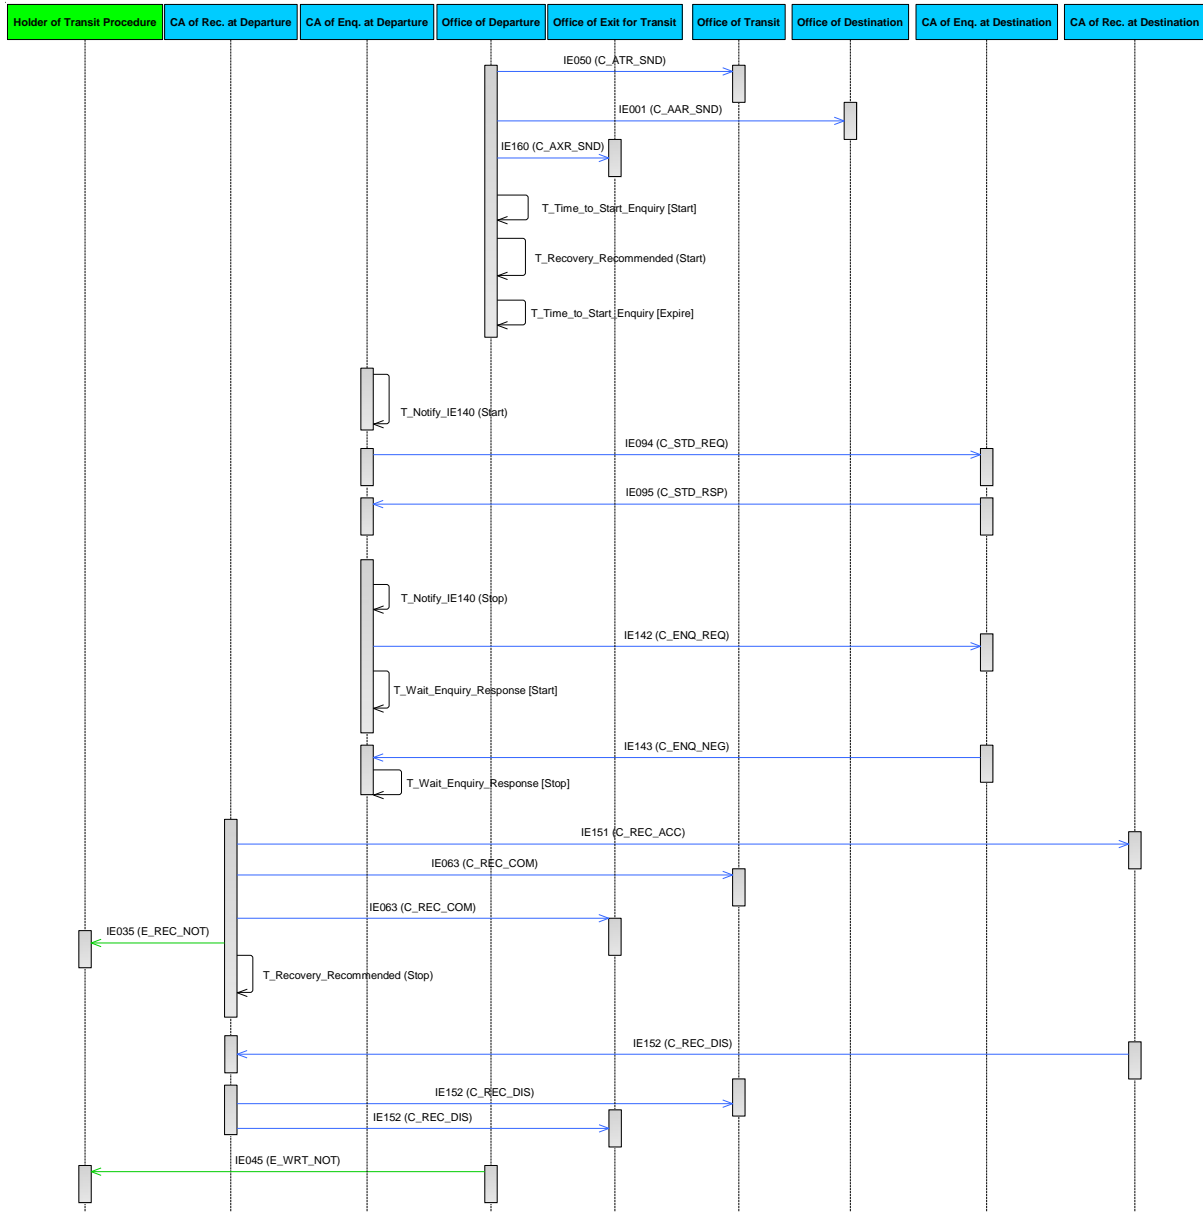 Holder of Transit Procedure
CA of Rec. at Departure
CA of Enq. at Departure
Office of Departure
Office of Exit for Transit
Office of Transit
Office of Destination
CA of Enq. at Destination
CA of Rec. at Destination
IE050 (C_ATR_SND)
IE001 (C_AAR_SND)
IE160 (C_AXR_SND)
T_Time_to_Start_Enquiry [Start]
T_Recovery_Recommended (Start)
T_Time_to_Start_Enquiry [Expire]
T_Notify_IE140 (Start)
IE094 (C_STD_REQ)
IE095 (C_STD_RSP)
T_Notify_IE140 (Stop)
IE142 (C_ENQ_REQ)
T_Wait_Enquiry_Response [Start]
IE143 (C_ENQ_NEG)
T_Wait_Enquiry_Response [Stop]
IE151 (C_REC_ACC)
IE063 (C_REC_COM)
IE063 (C_REC_COM)
IE035 (E_REC_NOT)
T_Recovery_Recommended (Stop)
IE152 (C_REC_DIS)
IE152 (C_REC_DIS)
IE152 (C_REC_DIS)
IE045 (E_WRT_NOT)